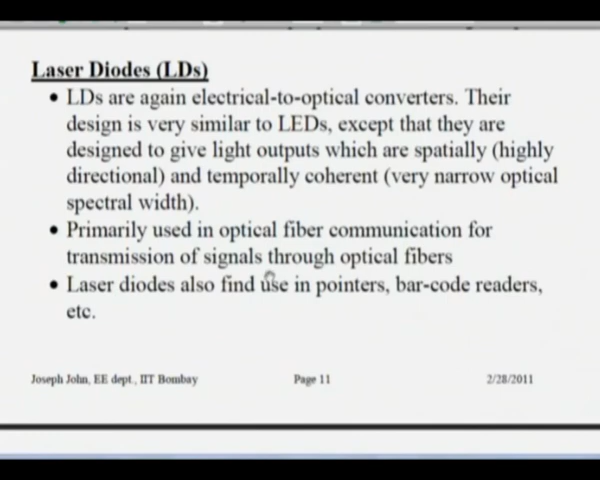 Laser Diodes (LDs)
• LDs are again electrical-to-optical converters. Their
design is very similar to LEDs, except that they are
designed to give light outputs which are spatially (highly
directional) and temporally coherent (very narrow optical
spectral width).
• Primarily used in optical fiber communication for
transmission of signals through optical fibers
• Laser diodes also find use in pointers, bar-code readers,
etc.
Joseph John, EE dept., IIT Bombay Page 11 2/28/2011